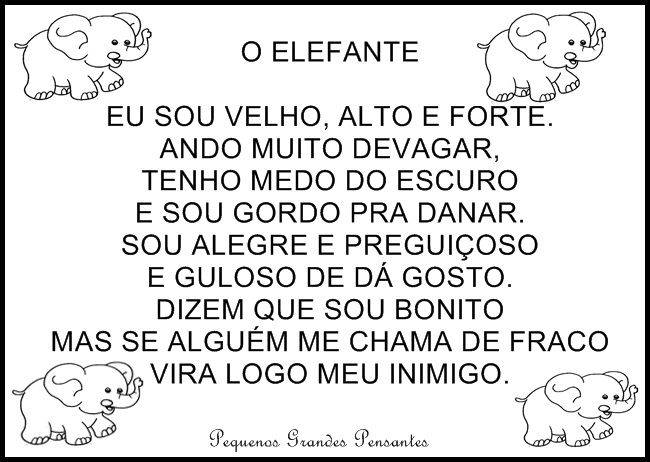 O ELEFANTE
EU SOU VELHO, ALTO E FORTE.
ANDO MUITO DEVAGAR,
TENHO MEDO DO ESCURO
E SOU GORDO PRA DANAR.
SOU ALEGRE E PREGUIÇOSO
E GULOSO DE DÁ GOSTO.
DIZEM QUE SOU BONITO
MAS SE ALGUÉM ME CHAMA DE FRACO
VIRA LOGO MEU INIMIGO.
Pequenos Grandes Pensantes